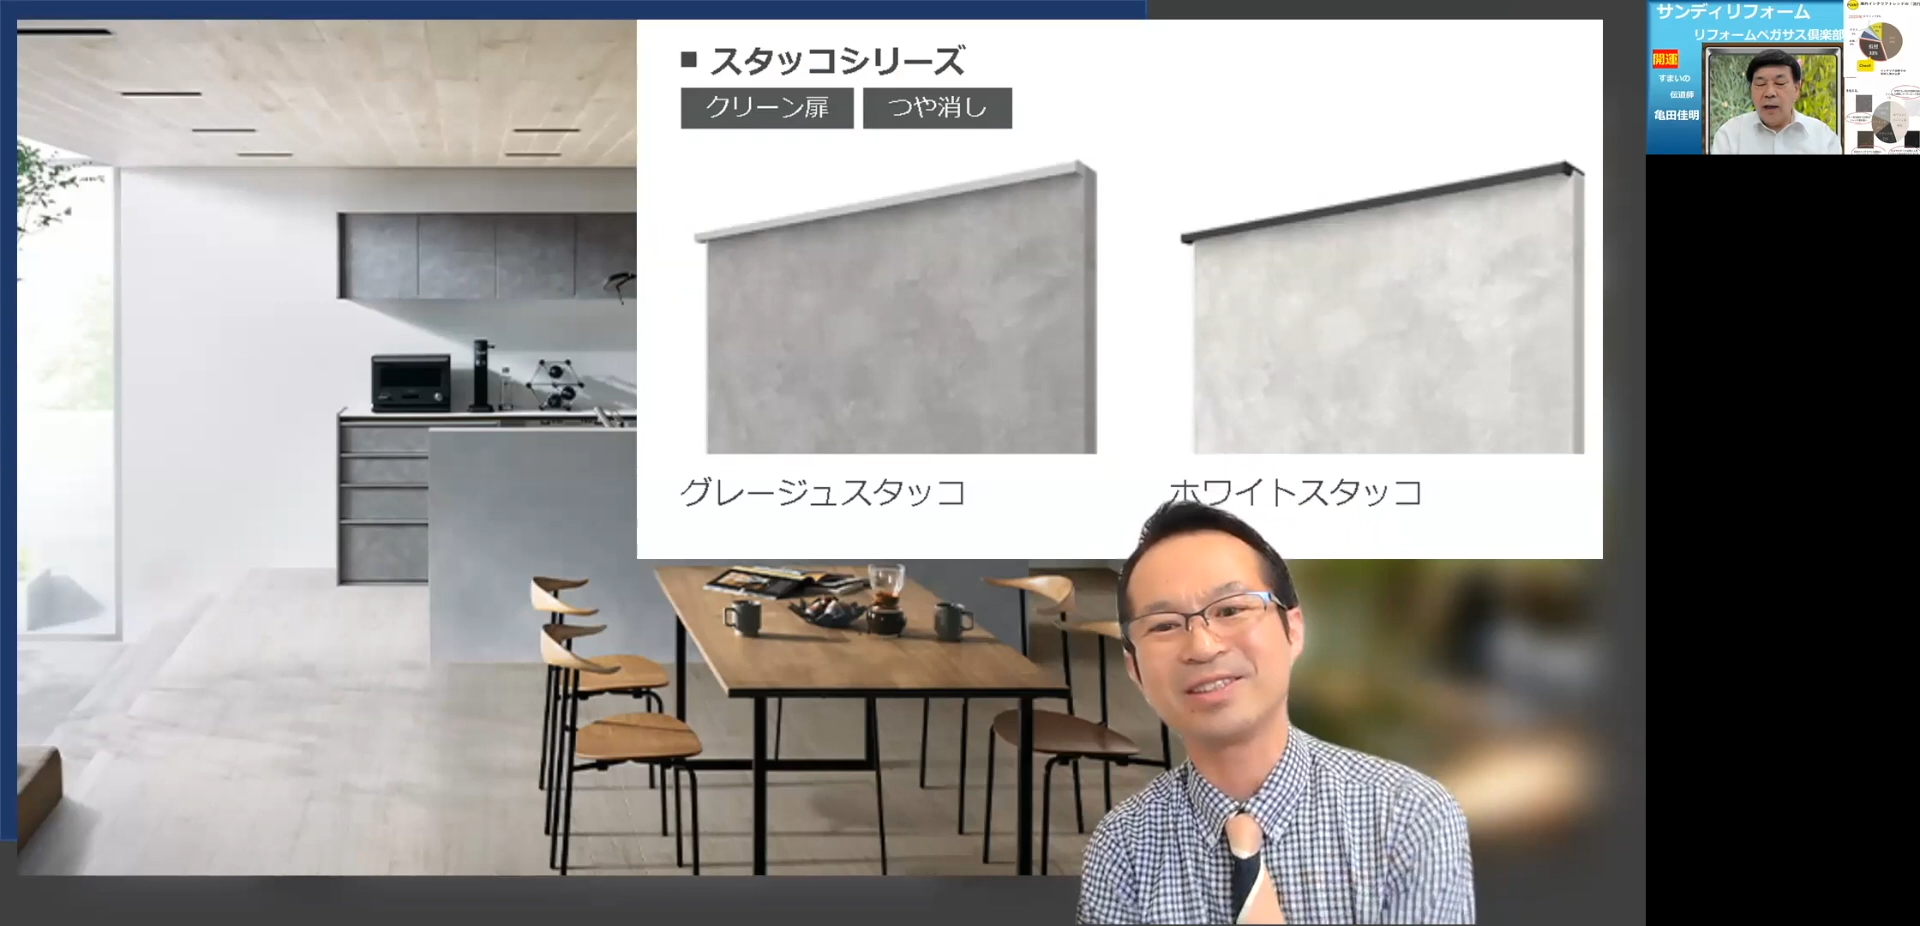 ■ スタッコシリーズ
クリーン扉 つや消し
グレージュスタッコ
ホワイトスタッコ
サンディリフォーム
リフォームペガサス倶楽部
開運
すまいの
伝道師
亀田佳明